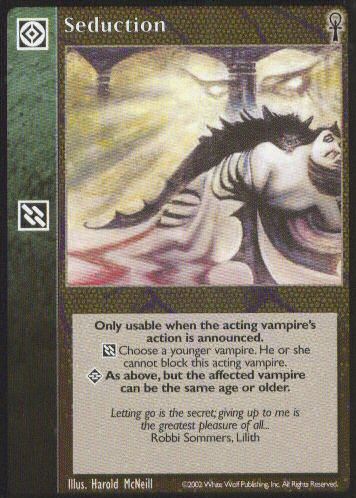 Seduction
Only usable when the acting vampire's
action is announced.
Choose a younger vampire. He or she
cannot block this acting vampire.
As above, but the affected vampire
can be the same age or older.
Letting go is the secret; giving up to me is
the greatest pleasure of all...
Robbi Sommers, Lilith
Illus. Harold McNeill
©2002 White Wolf Publishing, Inc. All Rights Reserved.